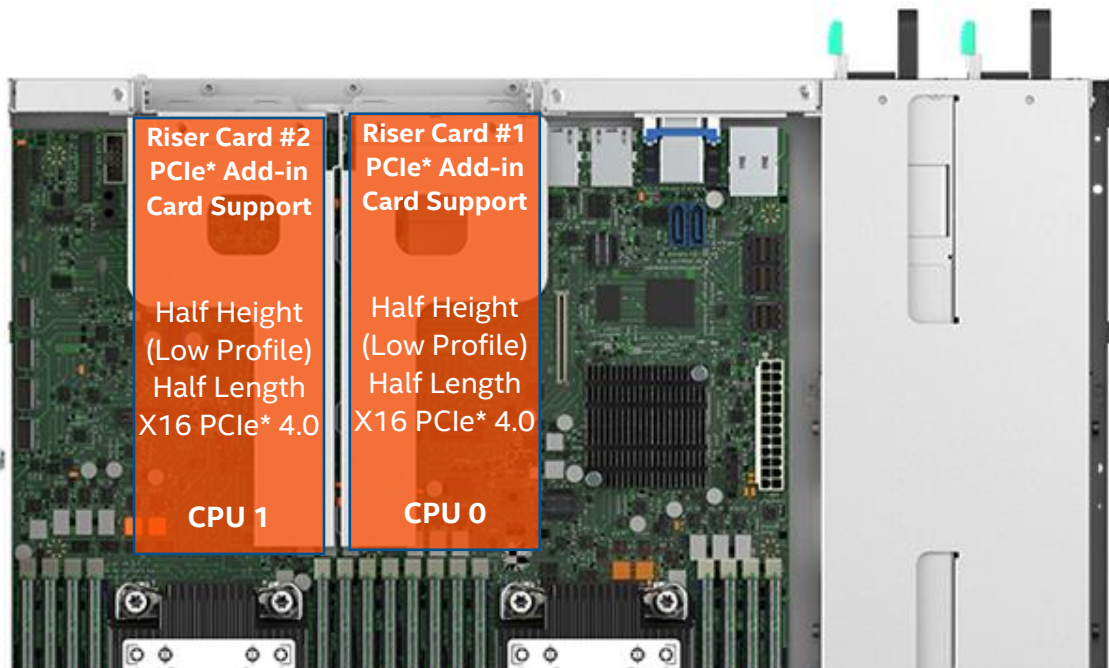 Riser Card #2
PCIe* Add-in
Card Support
Half Height
(Low Profile)
Half Length
X16 PCIe* 4.0
CPU 1
Riser Card #1
PCIe* Add-in
Card Support
Half Height
(Low Profile)
Half Length
X16 PCIe* 4.0
CPU 0